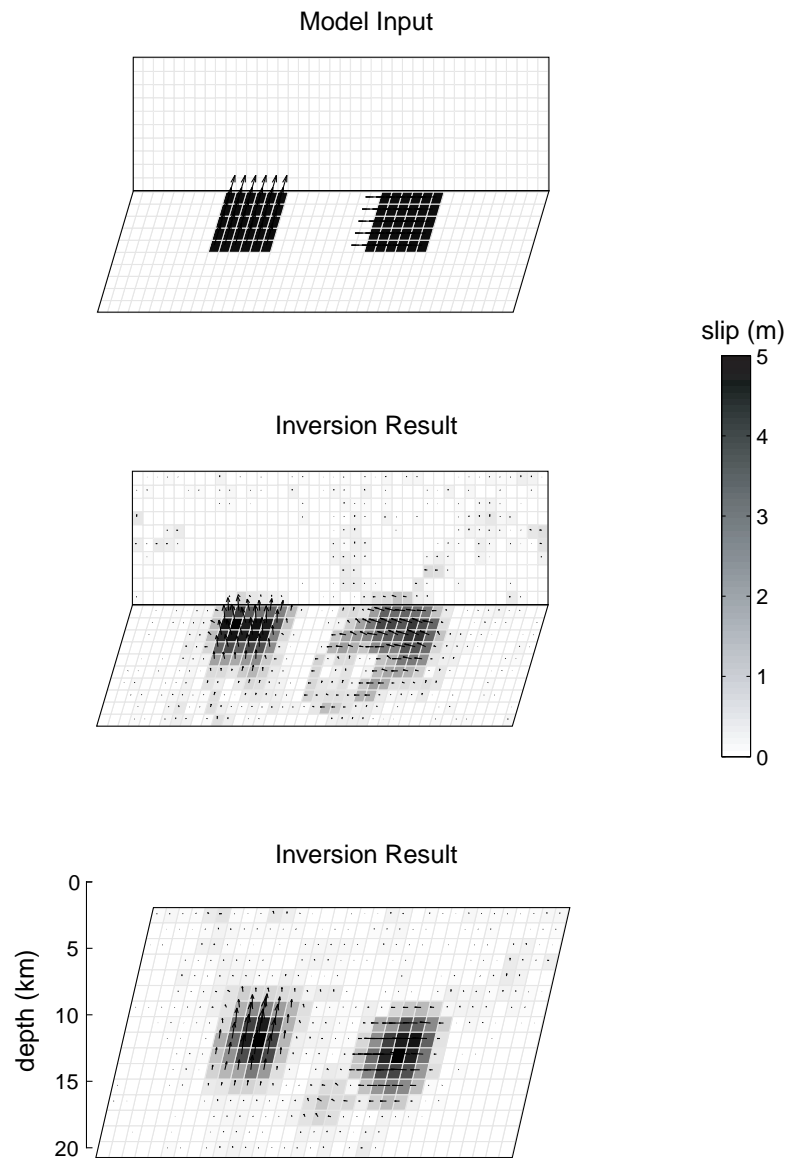 Model Input
slip (m)
5
4
3
2
1
0
Inversion Result
Inversion Result
depth (km)
0
5
10
15
20